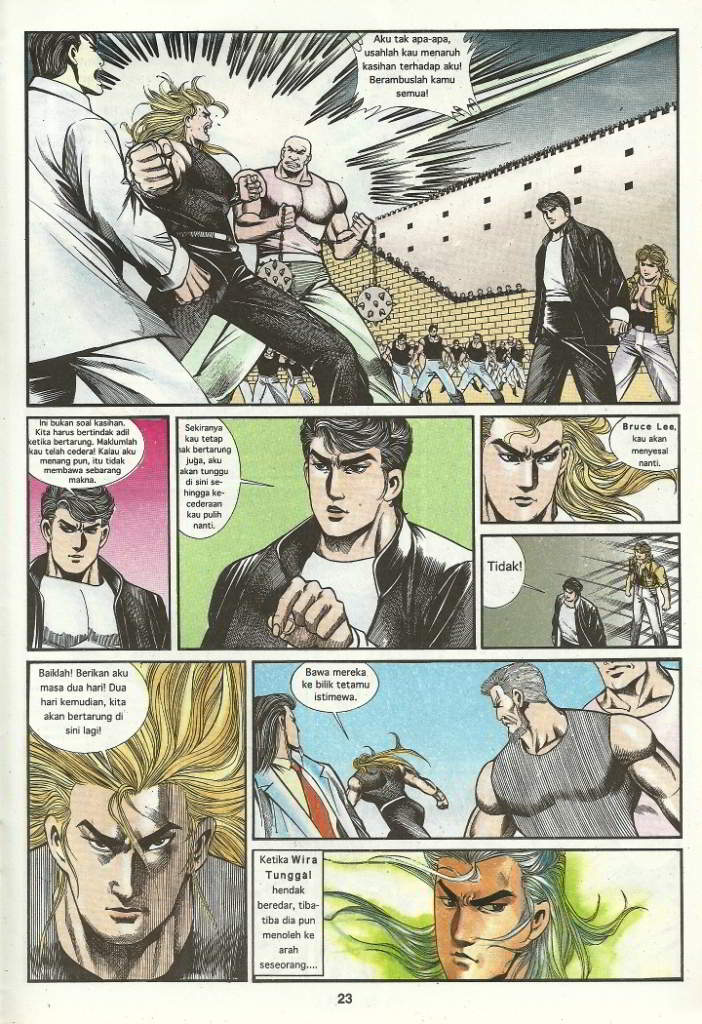 Aku tak apa-apa,
usahlah kau menaruh
kasihan terhadap aku!
Berambuslah kamu
semua!
Ini bukan soal kasihan.
Kita harus bertindak adil
ketika bertarung. Maklumlah
kau telah cedera! Kalau aku
menang pun, itu tidak
membawa sebarang
makna.
Sekiranya
kau tetap
nak bertarung
juga, aku
akan tunggu
di sini se-
hingga ke-
cederaan
kau pulih
nanti.
Bruce Lee,
kau akan
menyesal
nanti.
Tidak!
Baiklah! Berikan aku
masa dua hari! Dua
hari kemudian, kita
akan bertarung di
sini lagi!
Bawa mereka
ke bilik tetamu
istimewa.
Ketika Wira
Tunggal
hendak
beredar, tiba-
tiba dia pun
menoleh ke
arah
seseorang....
23